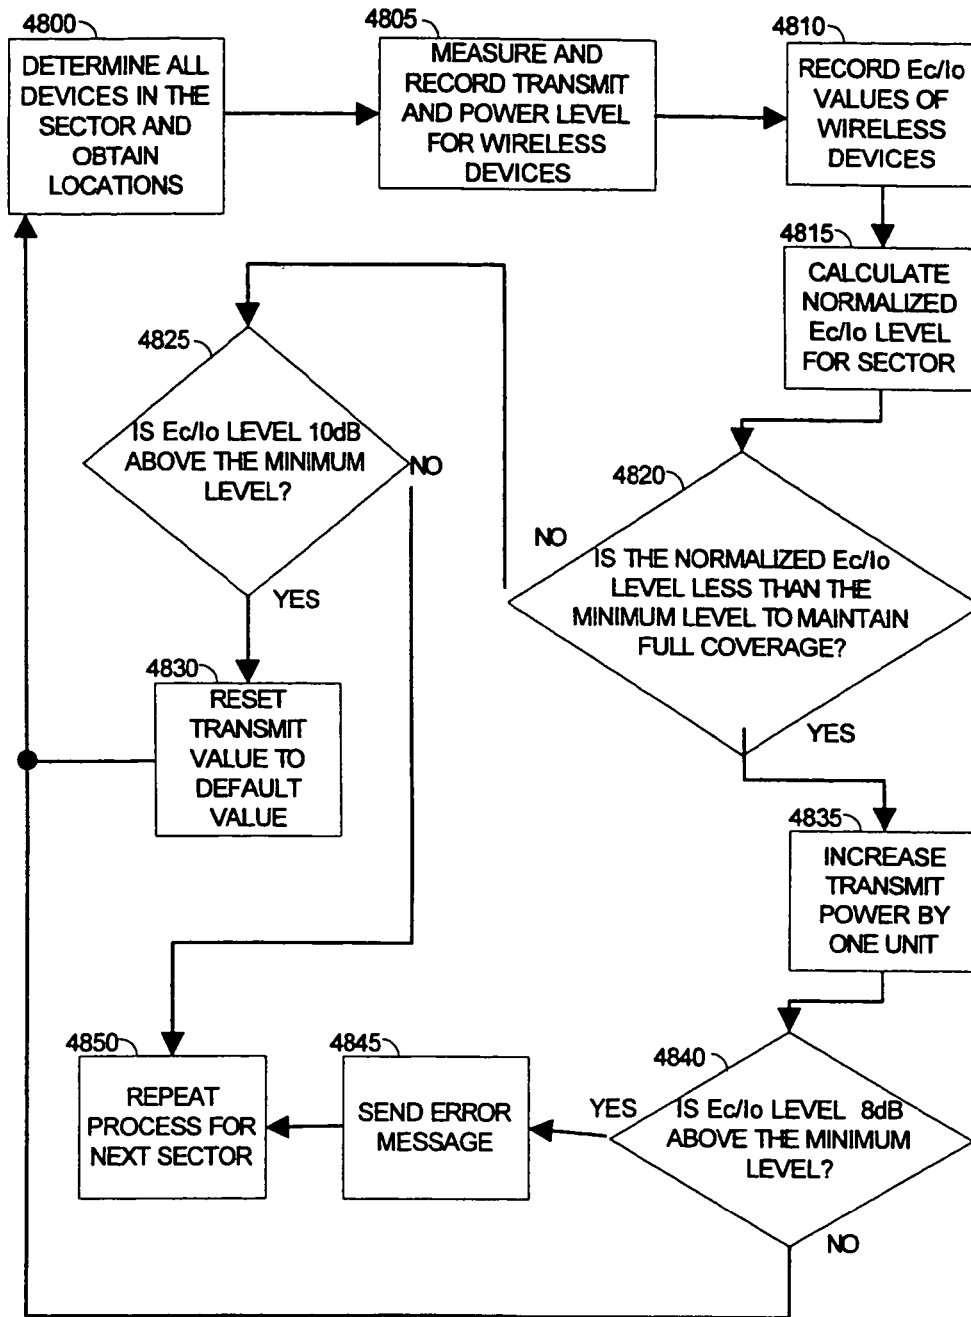 4800
DETERMINE ALL
DEVICES IN THE
SECTOR AND
OBTAIN
LOCATIONS
4805
MEASURE AND
RECORD TRANSMIT
AND POWER LEVEL
FOR WIRELESS
DEVICES
4810
RECORD Ec/Io
VALUES OF
WIRELESS
DEVICES
4815
CALCULATE
NORMALIZED
Ec/Io LEVEL
FOR SECTOR
4820
IS THE NORMALIZED Ec/Io
LEVEL LESS THAN THE
MINIMUM LEVEL TO MAINTAIN
FULL COVERAGE?
NO
YES
4825
IS Ec/Io LEVEL 10dB
ABOVE THE MINIMUM
LEVEL?
NO
YES
4830
RESET
TRANSMIT
VALUE TO
DEFAULT
VALUE
4835
INCREASE
TRANSMIT
POWER BY
ONE UNIT
4840
IS Ec/Io LEVEL 8dB
ABOVE THE MINIMUM
LEVEL?
YES
NO
4845
SEND ERROR
MESSAGE
4850
REPEAT
PROCESS FOR
NEXT SECTOR